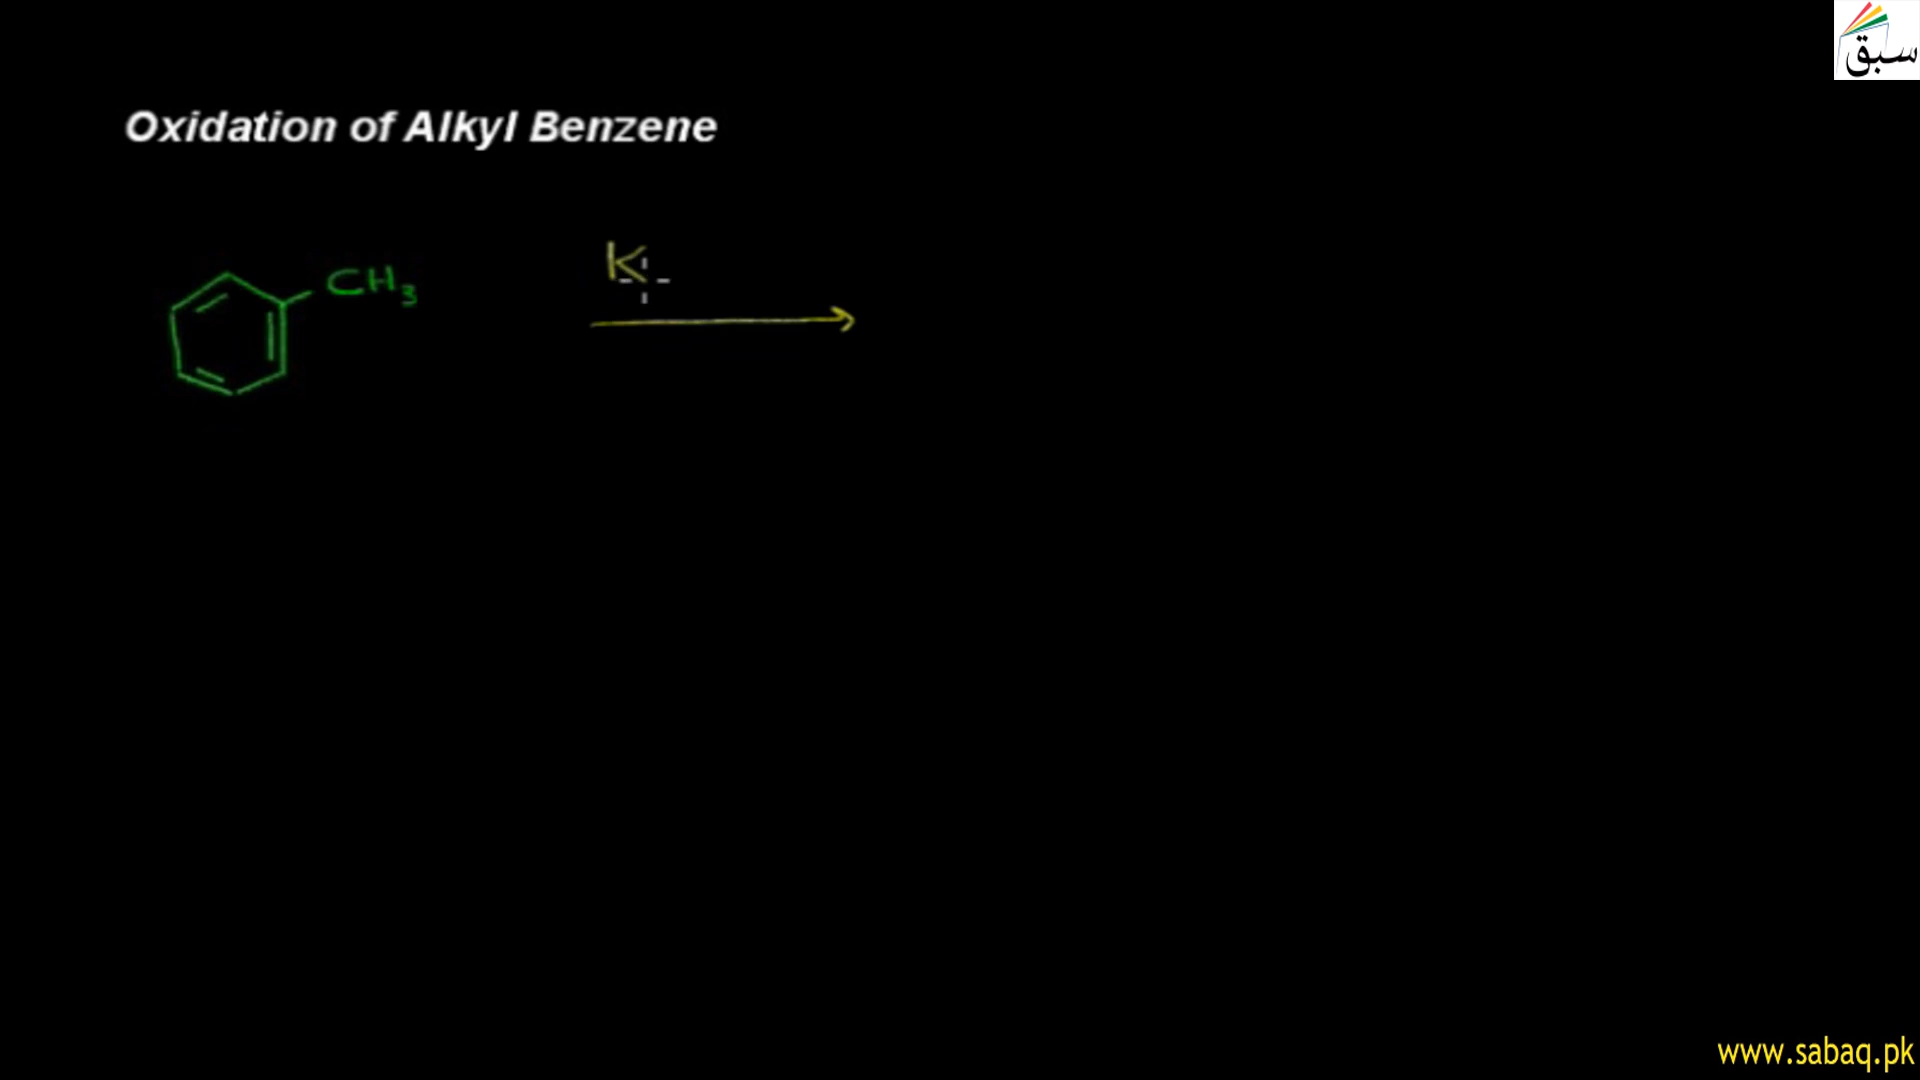 سبق
Oxidation of Alkyl Benzene
CH3
K
www.sabaq.pk